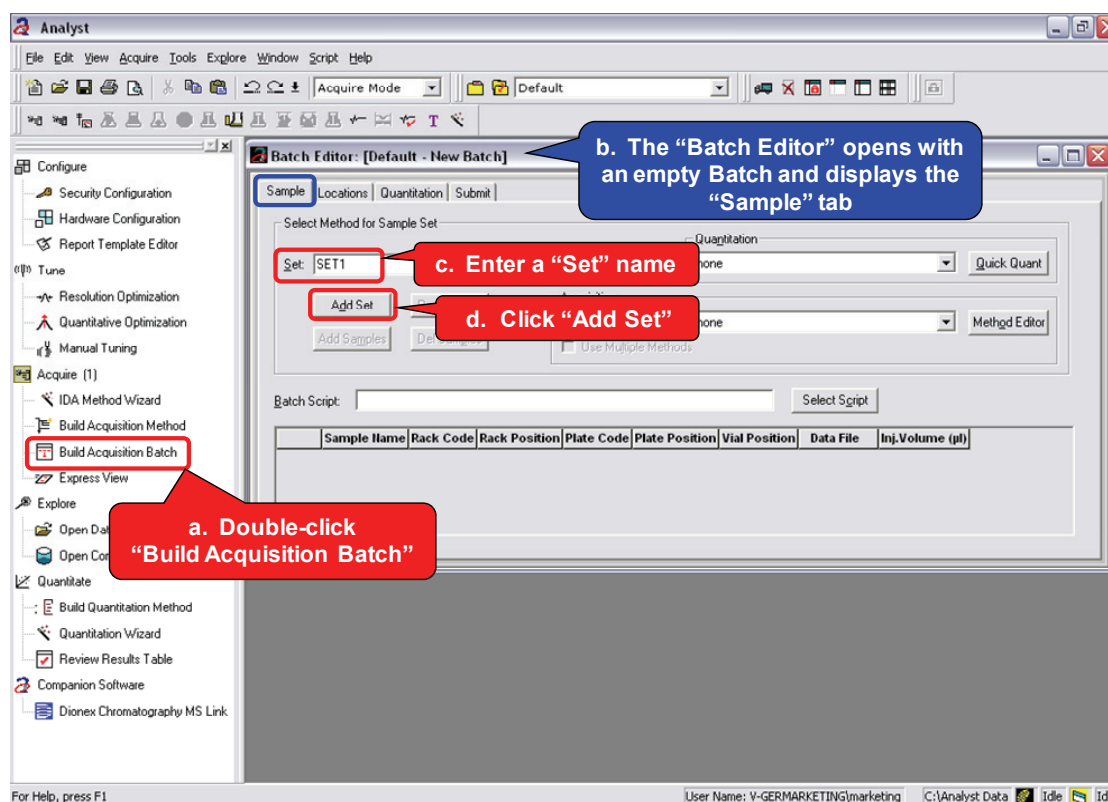 Analyst
File Edit View Acquire Tools Explore Window Script Help
Acquire Mode
Default
Configure
Security Configuration
Hardware Configuration
Report Template Editor
Tune
Resolution Optimization
Quantitative Optimization
Manual Tuning
Acquire (1)
IDA Method Wizard
Build Acquisition Method
Build Acquisition Batch
Express View
Explore
Open
Open
Quantitate
Build Quantitation Method
Quantitation Wizard
Review Results Table
Companion Software
Dionex Chromatography MS Link
a. Double-click
"Build Acquisition Batch"
Batch Editor: [Default - New Batch]
b. The "Batch Editor" opens with
an empty Batch and displays the
"Sample" tab
Sample Locations Quantitation Submit
Select Method for Sample Set
Quantitation
Set: SET1
c. Enter a "Set" name
none
Quick Quant
Add Set
d. Click "Add Set"
none
Method Editor
Add Samples
Use Multiple Methods
Batch Script:
Select Script
Sample Name Rack Code Rack Position Plate Code Plate Position Vial Position Data File Inj.Volume (µl)
For Help, press F1
User Name: V-GERMARKETING\marketing
C:\Analyst Data
Idle
Id